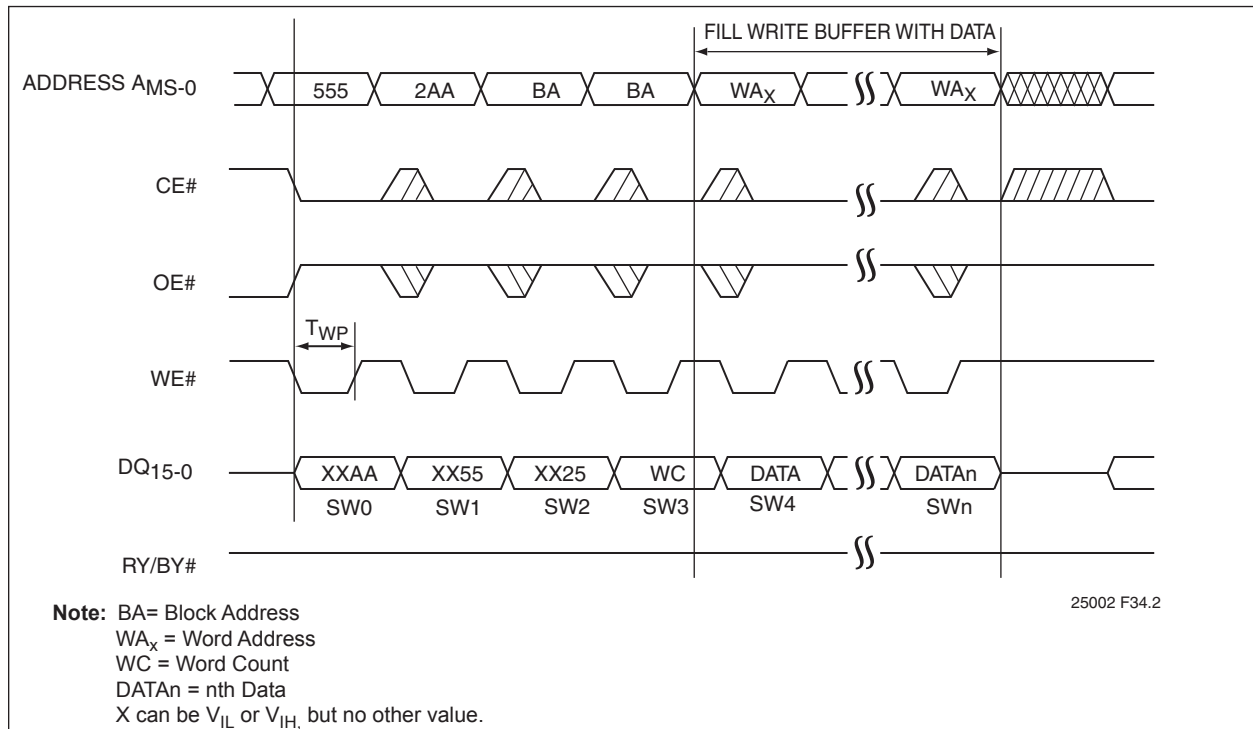 FILL WRITE BUFFER WITH DATA
ADDRESS AMS-0
555 2AA BA BA WAX WAX
CE#
OE#
TWP
WE#
DQ15-0
XXAA XX55 XX25 WC DATA DATAn
SW0 SW1 SW2 SW3 SW4 SWn
RY/BY#
25002 F34.2
Note: BA= Block Address
WAx = Word Address
WC = Word Count
DATAn = nth Data
X can be VIL or VIH, but no other value.